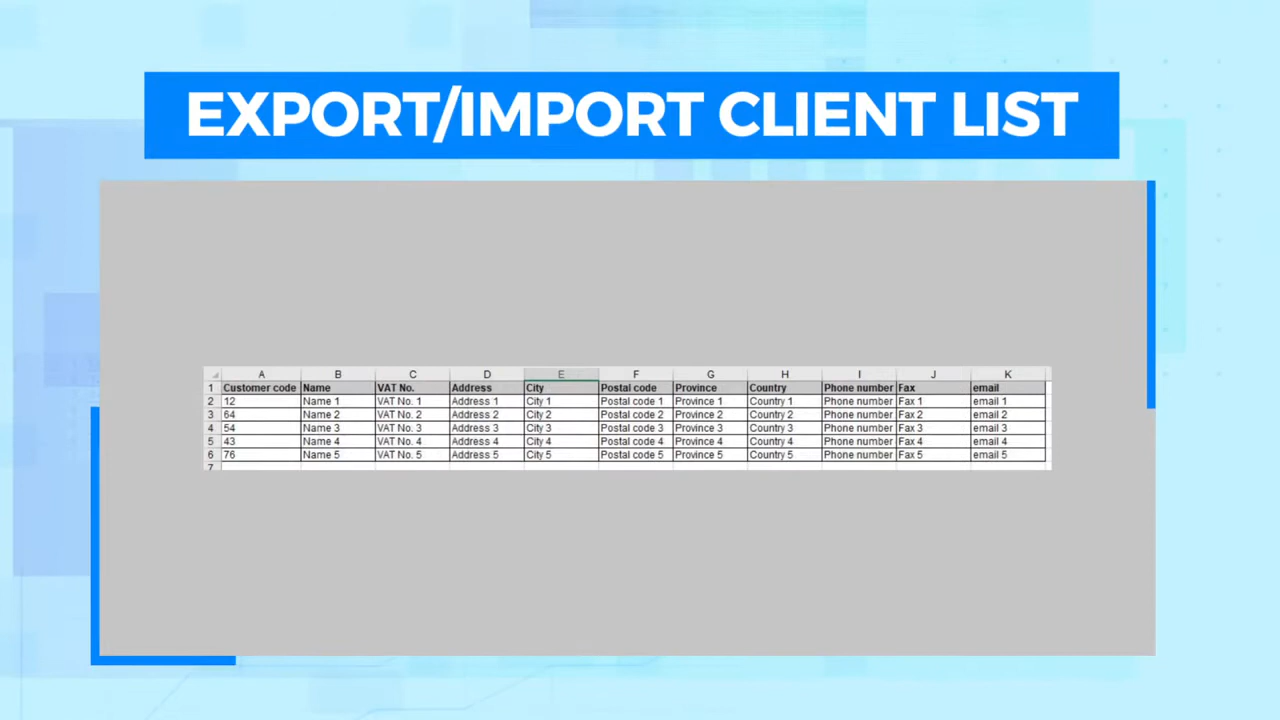 EXPORT/IMPORT CLIENT LIST
A B C D E F G H I J K
1 Customer code Name VAT No. Address City Postal code Province Country Phone number Fax email
2 12 Name 1 VAT No. 1 Address 1 City 1 Postal code 1 Province 1 Country 1 Phone number Fax 1 email 1
3 64 Name 2 VAT No. 2 Address 2 City 2 Postal code 2 Province 2 Country 2 Phone number Fax 2 email 2
4 54 Name 3 VAT No. 3 Address 3 City 3 Postal code 3 Province 3 Country 3 Phone number Fax 3 email 3
5 43 Name 4 VAT No. 4 Address 4 City 4 Postal code 4 Province 4 Country 4 Phone number Fax 4 email 4
6 76 Name 5 VAT No. 5 Address 5 City 5 Postal code 5 Province 5 Country 5 Phone number Fax 5 email 5
7